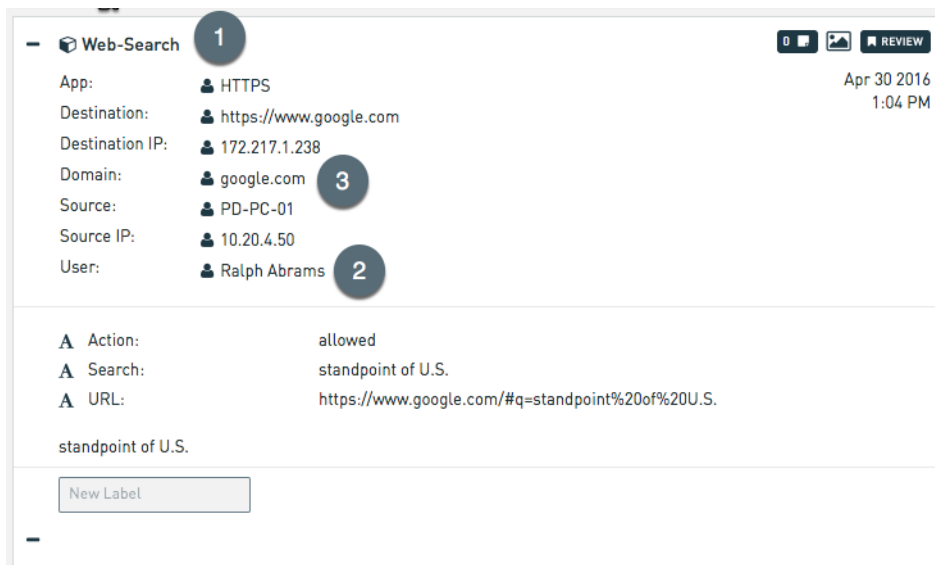 Web-Search 1 0 REVIEW
App: HTTPS Apr 30 2016
1:04 PM
Destination: https://www.google.com
Destination IP: 172.217.1.238
Domain: google.com 3
Source: PD-PC-01
Source IP: 10.20.4.50
User: Ralph Abrams 2
A Action: allowed
A Search: standpoint of U.S.
A URL: https://www.google.com/#q=standpoint%20of%20U.S.
standpoint of U.S.
New Label